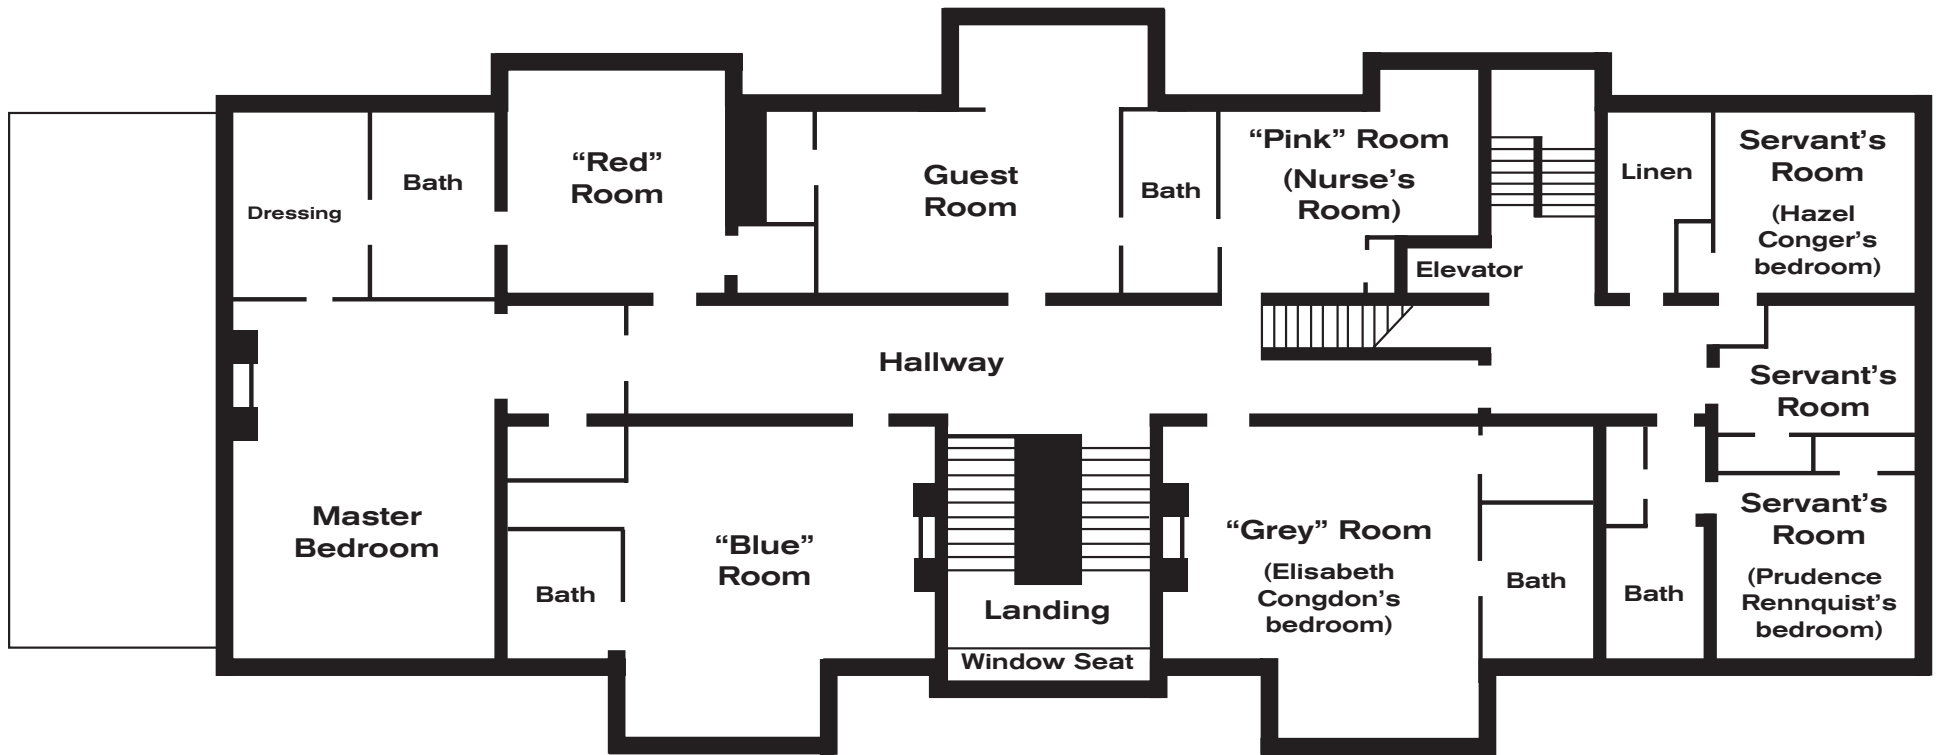 Dressing
Bath
“Red”
Room
Guest
Room
Bath
“Pink” Room
(Nurse’s
Room)
Elevator
Linen
Servant’s
Room
(Hazel
Conger’s
bedroom)
Hallway
Servant’s
Room
Master
Bedroom
Bath
“Blue”
Room
Landing
Window Seat
“Grey” Room
(Elisabeth
Congdon’s
bedroom)
Bath
Bath
Servant’s
Room
(Prudence
Rennquist’s
bedroom)